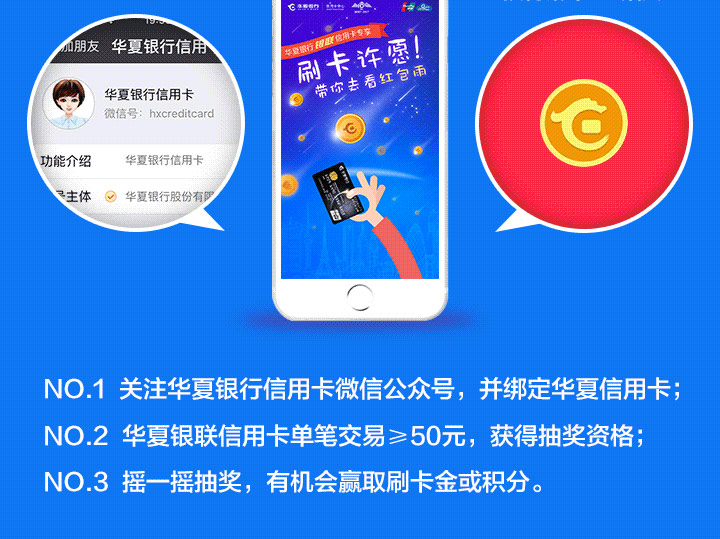 加朋友 华夏银行信用
华夏银行信用卡
微信号：hxcreditcard
功能介绍 华夏银行信用卡
号主体 华夏银行股份有限
华夏银行
华夏银行银联信用卡专享
刷卡许愿！
带你去看红包雨
NO.1 关注华夏银行信用卡微信公众号，并绑定华夏信用卡；
NO.2 华夏银联信用卡单笔交易≥50元，获得抽奖资格；
NO.3 摇一摇抽奖，有机会赢取刷卡金或积分。